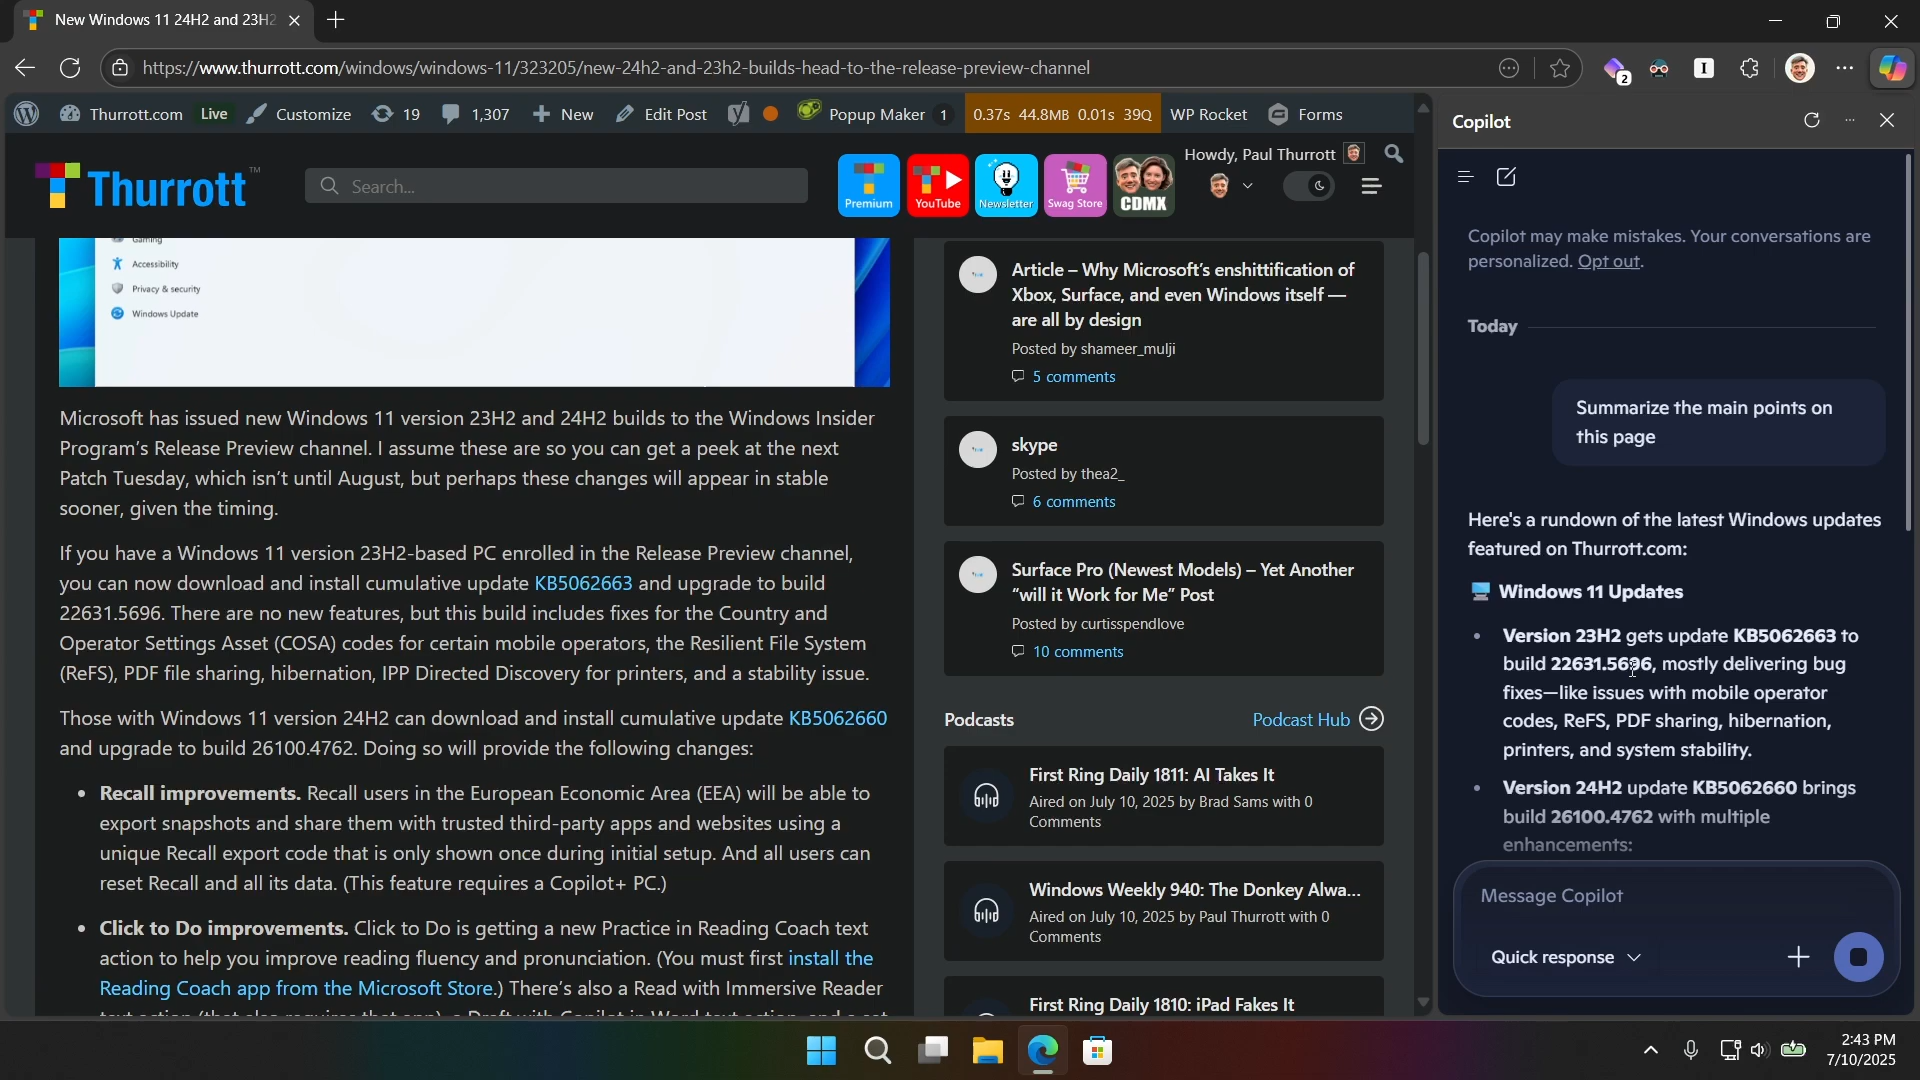 New Windows 11 24H2 and 23H2
https://www.thurrott.com/windows/windows-11/323205/new-24h2-and-23h2-builds-head-to-the-release-preview-channel
2
Thurrott.com
Live
Customize
19
1,307
New
Edit Post
Popup Maker 1
0.37s 44.8MB 0.01s 39Q
WP Rocket
Forms
Howdy, Paul Thurrott
Thurrott™
Search...
Premium
YouTube
Newsletter
Swag Store
CDMX
Gaming
Accessibility
Privacy & security
Windows Update
Microsoft has issued new Windows 11 version 23H2 and 24H2 builds to the Windows Insider
Program's Release Preview channel. I assume these are so you can get a peek at the next
Patch Tuesday, which isn't until August, but perhaps these changes will appear in stable
sooner, given the timing.
If you have a Windows 11 version 23H2-based PC enrolled in the Release Preview channel,
you can now download and install cumulative update KB5062663 and upgrade to build
22631.5696. There are no new features, but this build includes fixes for the Country and
Operator Settings Asset (COSA) codes for certain mobile operators, the Resilient File System
(ReFS), PDF file sharing, hibernation, IPP Directed Discovery for printers, and a stability issue.
Those with Windows 11 version 24H2 can download and install cumulative update KB5062660
and upgrade to build 26100.4762. Doing so will provide the following changes:
• Recall improvements. Recall users in the European Economic Area (EEA) will be able to
export snapshots and share them with trusted third-party apps and websites using a
unique Recall export code that is only shown once during initial setup. And all users can
reset Recall and all its data. (This feature requires a Copilot+ PC.)
• Click to Do improvements. Click to Do is getting a new Practice in Reading Coach text
action to help you improve reading fluency and pronunciation. (You must first install the
Reading Coach app from the Microsoft Store.) There's also a Read with Immersive Reader
Article – Why Microsoft's enshittification of
Xbox, Surface, and even Windows itself —
are all by design
Posted by shameer_mulji
5 comments
skype
Posted by thea2_
6 comments
Surface Pro (Newest Models) – Yet Another
“will it Work for Me” Post
Posted by curtisspendlove
10 comments
Podcasts
Podcast Hub
First Ring Daily 1811: AI Takes It
Aired on July 10, 2025 by Brad Sams with 0
Comments
Windows Weekly 940: The Donkey Alwa...
Aired on July 10, 2025 by Paul Thurrott with 0
Comments
First Ring Daily 1810: iPad Fakes It
Copilot
Copilot may make mistakes. Your conversations are
personalized. Opt out.
Today
Summarize the main points on
this page
Here's a rundown of the latest Windows updates
featured on Thurrott.com:
Windows 11 Updates
• Version 23H2 gets update KB5062663 to
build 22631.5696, mostly delivering bug
fixes—like issues with mobile operator
codes, ReFS, PDF sharing, hibernation,
printers, and system stability.
• Version 24H2 update KB5062660 brings
build 26100.4762 with multiple
enhancements:
Message Copilot
Quick response
2:43 PM
7/10/2025